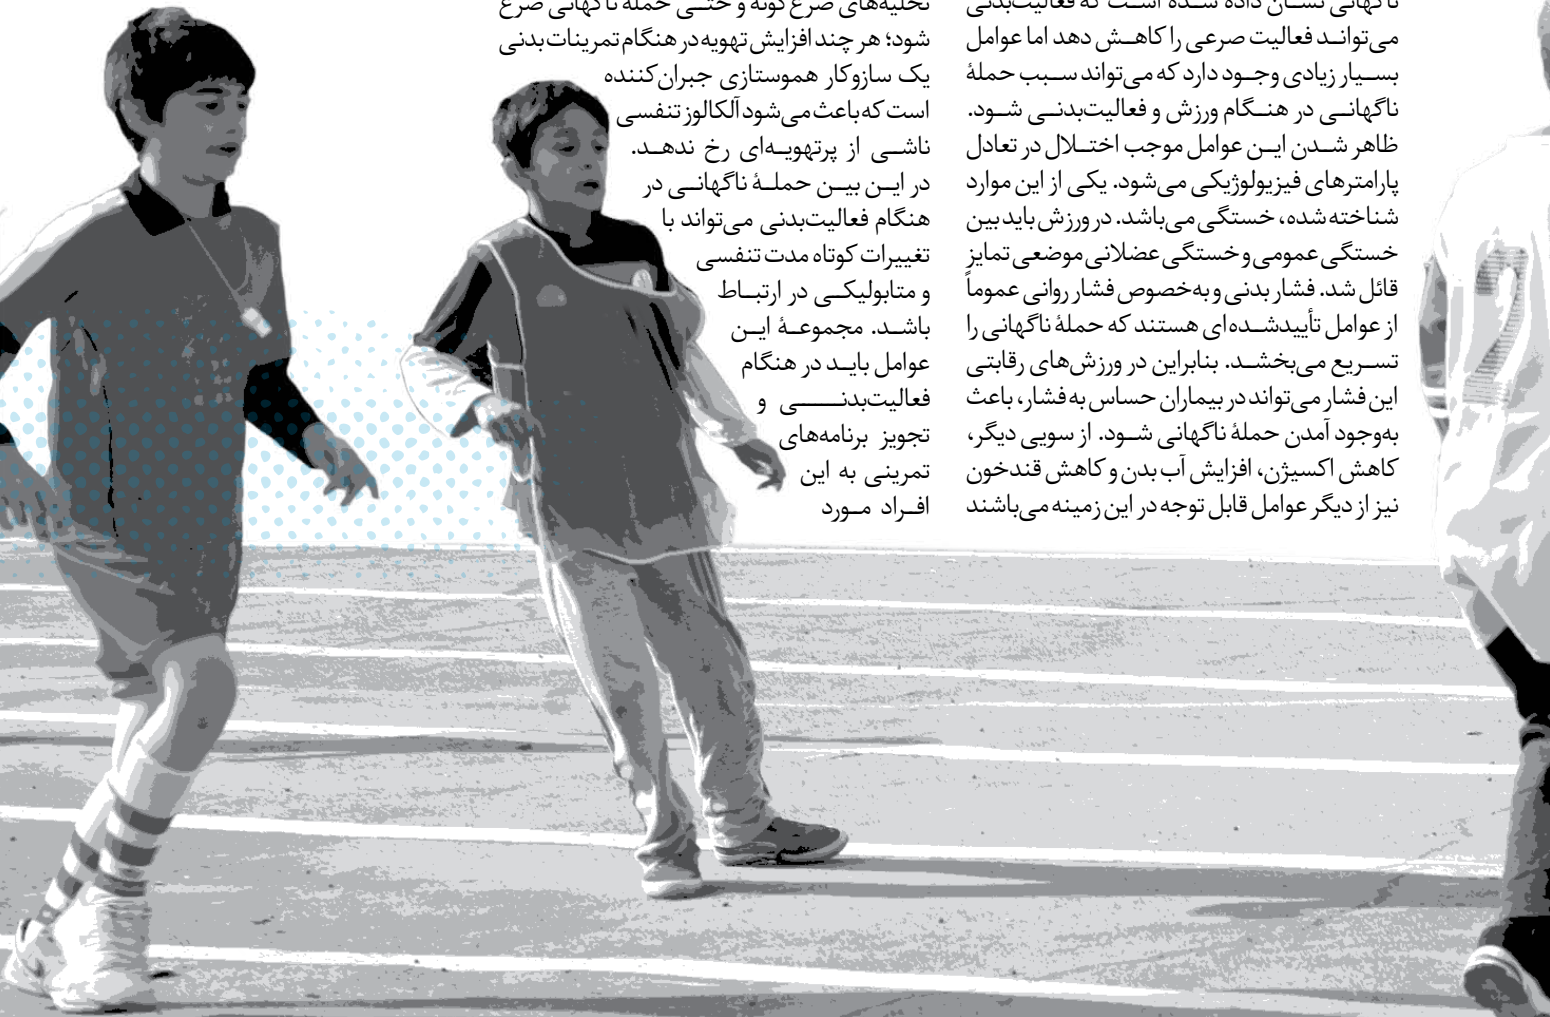 ناگهانی نشان داده شده است که فعالیت‌بدنی
می‌تواند فعالیت صرعی را کاهش دهد اما عوامل
بسیار زیادی وجود دارد که می‌تواند سبب حملهٔ
ناگهانی در هنگام ورزش و فعالیت‌بدنی شود.
ظاهر شدن این عوامل موجب اختلال در تعادل
پارامترهای فیزیولوژیکی می‌شود. یکی از این موارد
شناخته‌شده، خستگی می‌باشد. در ورزش باید بین
خستگی عمومی و خستگی عضلانی موضعی تمایز
قائل شد. فشار بدنی و به‌خصوص فشار روانی عموماً
از عوامل تأییدشده‌ای هستند که حملهٔ ناگهانی را
تسریع می‌بخشد. بنابراین در ورزش‌های رقابتی
این فشار می‌تواند در بیماران حساس به فشار، باعث
به‌وجود آمدن حملهٔ ناگهانی شود. از سویی دیگر،
کاهش اکسیژن، افزایش آب بدن و کاهش قندخون
نیز از دیگر عوامل قابل توجه در این زمینه می‌باشند
تخلیه‌های صرع گونه و حتی حملهٔ ناگهانی صرع
شود؛ هر چند افزایش تهویه در هنگام تمرینات بدنی
یک سازوکار هموستازی جبران‌کننده
است که باعث می‌شود آلکالوز تنفسی
ناشی از پرتهویه‌ای رخ ندهد.
در این بین حملهٔ ناگهانی در
هنگام فعالیت‌بدنی می‌تواند با
تغییرات کوتاه مدت تنفسی
و متابولیکی در ارتباط
باشد. مجموعهٔ این
عوامل باید در هنگام
فعالیت‌بدنی و
تجویز برنامه‌های
تمرینی به این
افراد مورد
2